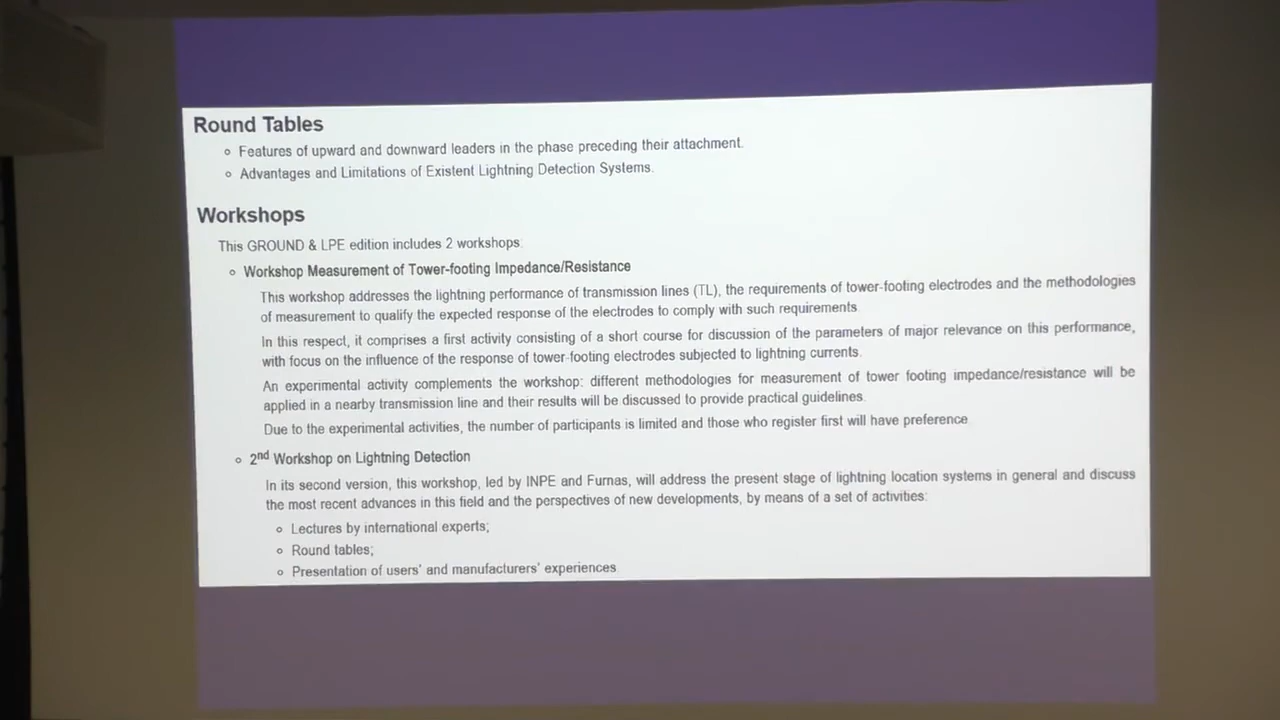 Round Tables
Features of upward and downward leaders in the phase preceding their attachment.
Advantages and Limitations of Existent Lightning Detection Systems.
Workshops
This GROUND & LPE edition includes 2 workshops:
Workshop Measurement of Tower-footing Impedance/Resistance
This workshop addresses the lightning performance of transmission lines (TL), the requirements of tower-footing electrodes and the methodologies
of measurement to qualify the expected response of the electrodes to comply with such requirements
In this respect, it comprises a first activity consisting of a short course for discussion of the parameters of major relevance on this performance,
with focus on the influence of the response of tower-footing electrodes subjected to lightning currents.
An experimental activity complements the workshop: different methodologies for measurement of tower footing impedance/resistance will be
applied in a nearby transmission line and their results will be discussed to provide practical guidelines.
Due to the experimental activities, the number of participants is limited and those who register first will have preference
2nd Workshop on Lightning Detection
In its second version, this workshop, led by INPE and Furnas, will address the present stage of lightning location systems in general and discuss
the most recent advances in this field and the perspectives of new developments, by means of a set of activities:
Lectures by international experts;
Round tables;
Presentation of users' and manufacturers' experiences